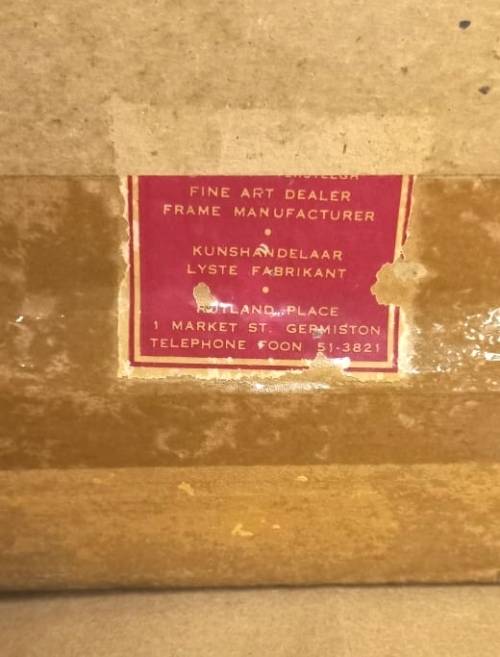 FINE ART DEALER
FRAME MANUFACTURER
KUNSHANDELAAR
LYSTE FABRIKANT
RUTLAND PLACE
1 MARKET ST. GERMISTON
TELEPHONE FOON 51-3821